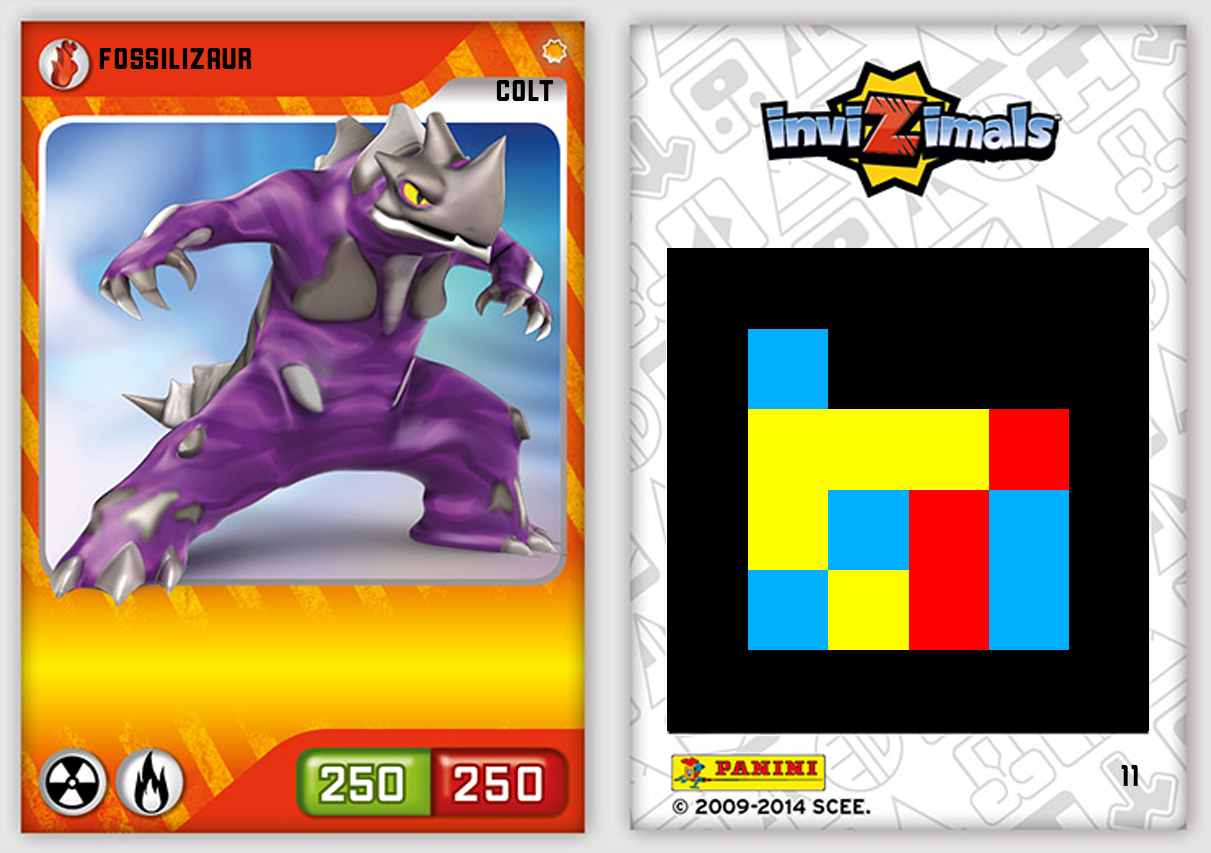 FOSSILIZAUR
COLT
250 250
invizimals
PANINI
11
© 2009-2014 SCEE.